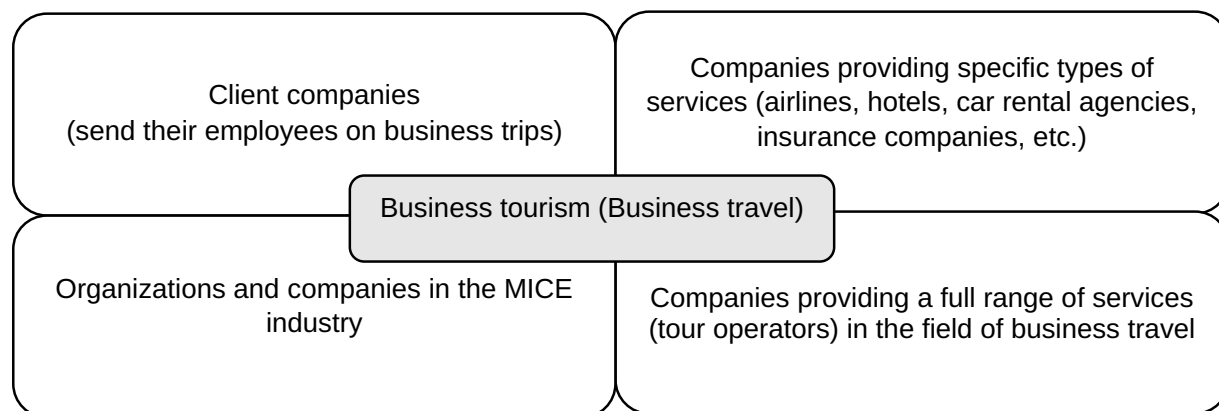 Client companies
(send their employees on business trips)
Companies providing specific types of
services (airlines, hotels, car rental agencies,
insurance companies, etc.)
Business tourism (Business travel)
Organizations and companies in the MICE
industry
Companies providing a full range of services
(tour operators) in the field of business travel